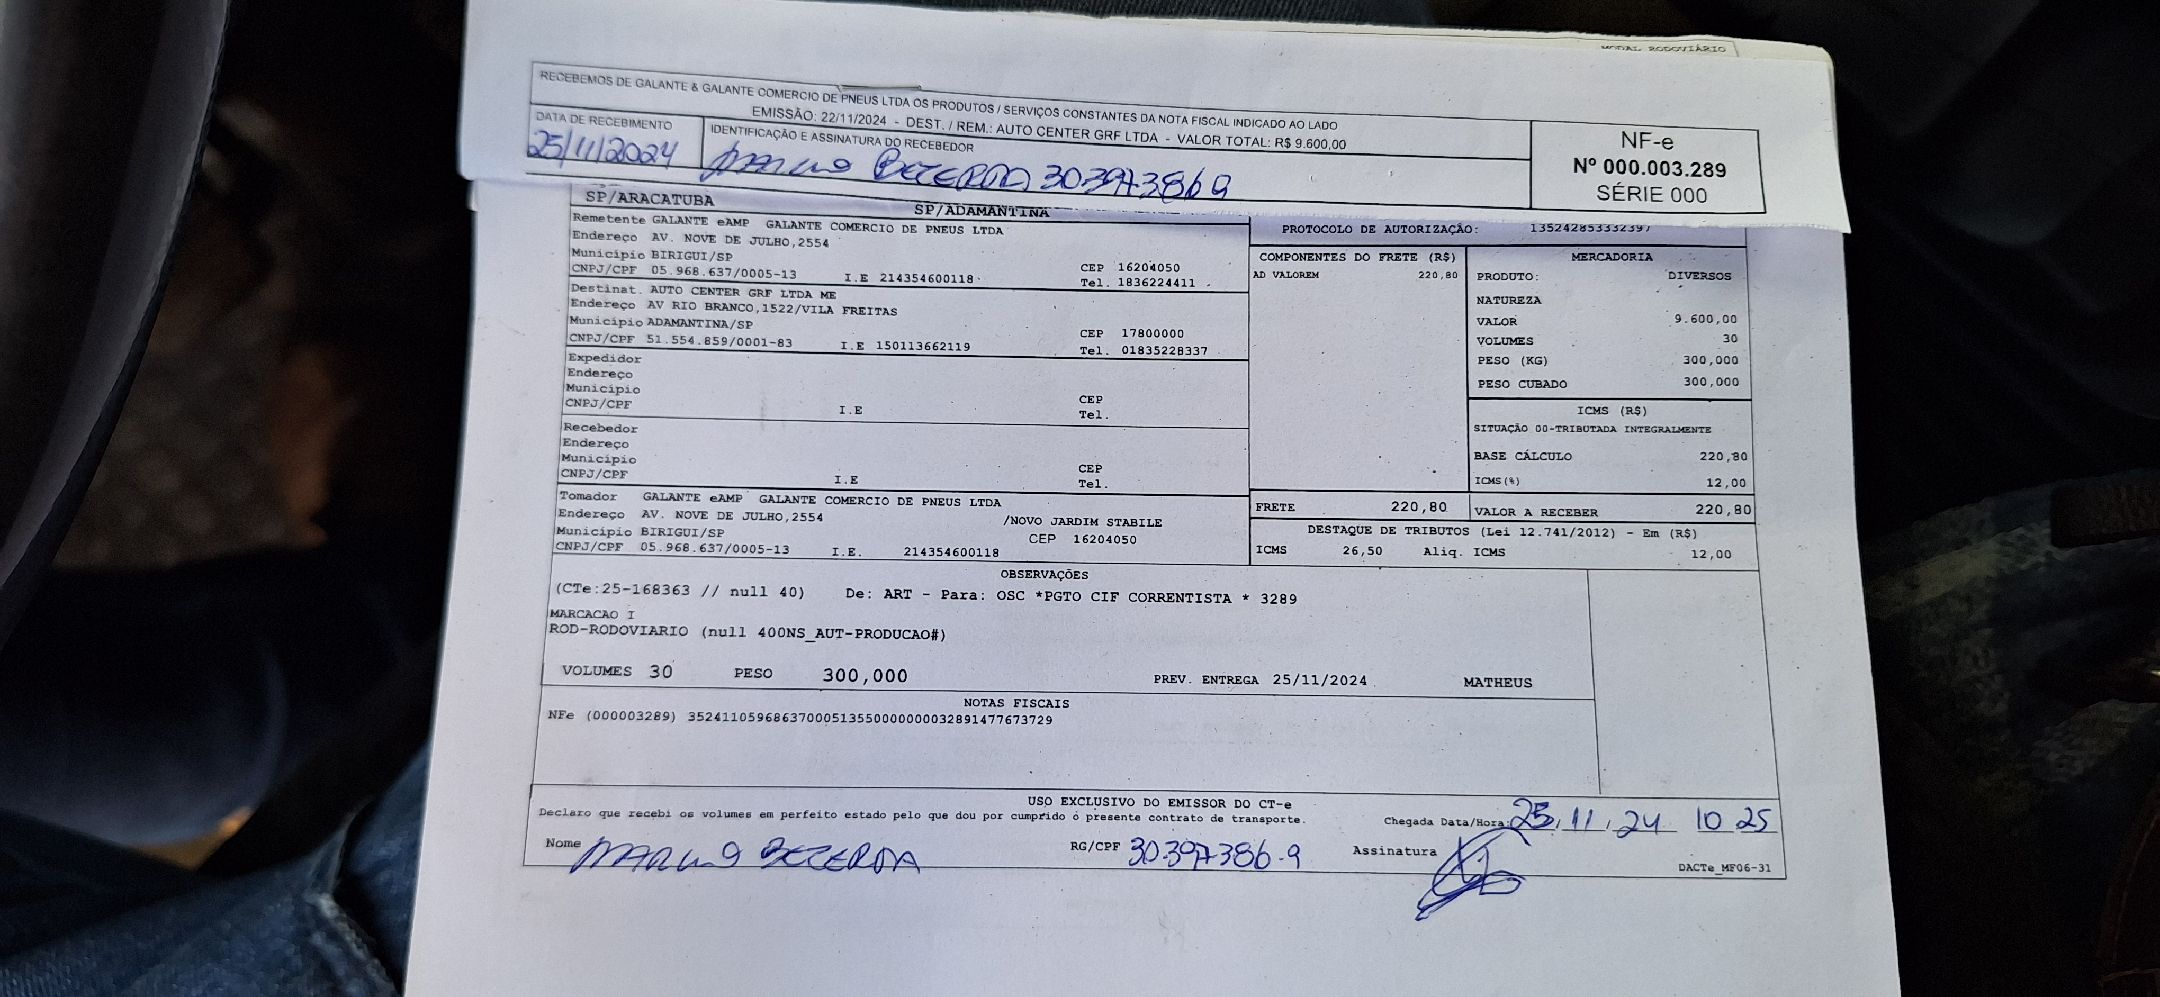 MODAL RODOVIÁRIO
RECEBEMOS DE GALANTE & GALANTE COMERCIO DE PNEUS LTDA OS PRODUTOS / SERVIÇOS CONSTANTES DA NOTA FISCAL INDICADO AO LADO
EMISSÃO: 22/11/2024 - DEST. / REM.: AUTO CENTER GRF LTDA - VALOR TOTAL: R$ 9.600,00
DATA DE RECEBIMENTO
25/11/2024
IDENTIFICAÇÃO E ASSINATURA DO RECEBEDOR
BEZERRA 303973869
NF-e
Nº 000.003.289
SÉRIE 000
SP/ARACATUBA SP/ADAMANTINA
Remetente GALANTE eAMP GALANTE COMERCIO DE PNEUS LTDA
Endereço AV. NOVE DE JULHO,2554
Município BIRIGUI/SP CEP 16204050
CNPJ/CPF 05.968.637/0005-13 I.E 214354600118 Tel. 1836224411
Destinat. AUTO CENTER GRF LTDA ME
Endereço AV RIO BRANCO,1522/VILA FREITAS
Município ADAMANTINA/SP CEP 17800000
CNPJ/CPF 51.554.859/0001-83 I.E 150113662119 Tel. 01835228337
Expedidor
Endereço
Município CEP
CNPJ/CPF I.E Tel.
Recebedor
Endereço
Município CEP
CNPJ/CPF I.E Tel.
Tomador GALANTE eAMP GALANTE COMERCIO DE PNEUS LTDA
Endereço AV. NOVE DE JULHO,2554 /NOVO JARDIM STABILE
Município BIRIGUI/SP CEP 16204050
CNPJ/CPF 05.968.637/0005-13 I.E. 214354600118
PROTOCOLO DE AUTORIZAÇÃO: 135242853332397
COMPONENTES DO FRETE (R$)
AD VALOREM 220,80
MERCADORIA
PRODUTO: DIVERSOS
NATUREZA
VALOR 9.600,00
VOLUMES 30
PESO (KG) 300,000
PESO CUBADO 300,000
ICMS (R$)
SITUAÇÃO 00-TRIBUTADA INTEGRALMENTE
BASE CÁLCULO 220,80
ICMS(%) 12,00
FRETE 220,80 VALOR A RECEBER 220,80
DESTAQUE DE TRIBUTOS (Lei 12.741/2012) - Em (R$)
ICMS 26,50 Aliq. ICMS 12,00
OBSERVAÇÕES
(CTe:25-168363 // null 40) De: ART - Para: OSC *PGTO CIF CORRENTISTA * 3289
MARCACAO I
ROD-RODOVIARIO (null 400NS_AUT-PRODUCAO#)
VOLUMES 30 PESO 300,000 PREV. ENTREGA 25/11/2024 MATHEUS
NOTAS FISCAIS
NFe (000003289) 35241105968637000513550000000032891477673729
USO EXCLUSIVO DO EMISSOR DO CT-e
Declaro que recebi os volumes em perfeito estado pelo que dou por cumprido o presente contrato de transporte.
Chegada Data/Hora: 25, 11, 24 10 25
Nome BEZERRA RG/CPF 30.397386-9 Assinatura
DACTe_MF06-31